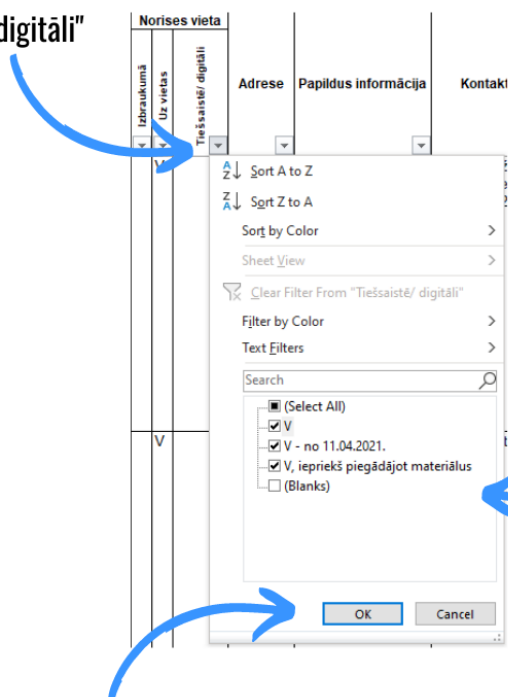 digitāli"
Norises vieta
Izbraukumā
Uz vietas
Tiešsaistē/ digitāli
Adrese
Papildus informācija
Kontakt
V
Sort A to Z
Sort Z to A
Sort by Color
Sheet View
Clear Filter From "Tiešsaistē/ digitāli"
Filter by Color
Text Filters
Search
(Select All)
V
V - no 11.04.2021.
V, iepriekš piegādājot materiālus
(Blanks)
V
OK
Cancel